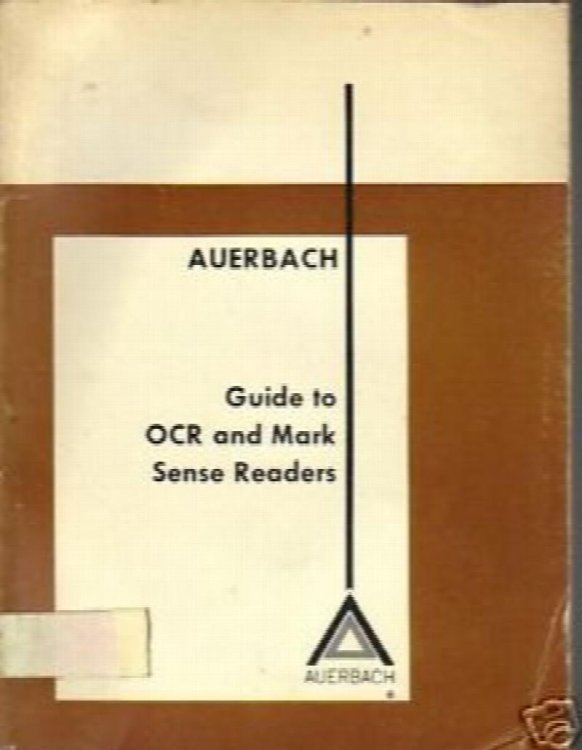 AUERBACH
Guide to
OCR and Mark
Sense Readers
AUERBACH
®